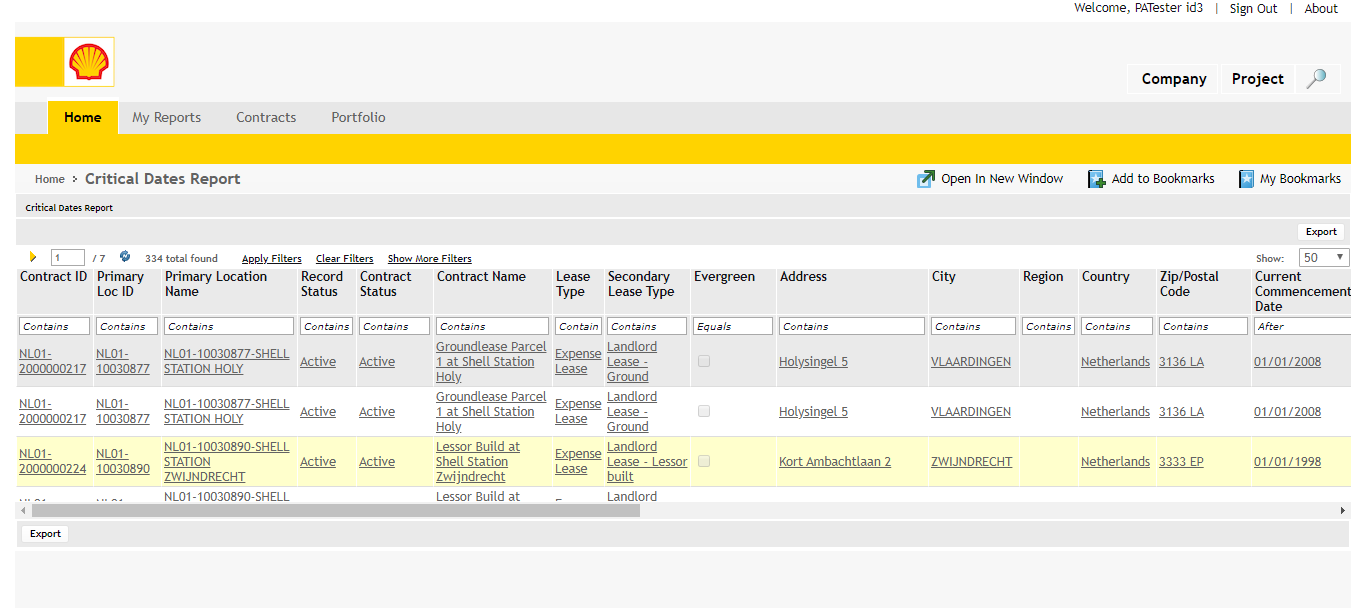 Welcome, PATester id3 | Sign Out | About
Company Project
Home My Reports Contracts Portfolio
Home Critical Dates Report Open In New Window Add to Bookmarks My Bookmarks
Critical Dates Report
Export
1 / 7 334 total found Apply Filters Clear Filters Show More Filters Show: 50
Contract ID Primary Loc ID Primary Location Name Record Status Contract Status Contract Name Lease Type Secondary Lease Type Evergreen Address City Region Country Zip/Postal Code Current Commencement Date
Contains Contains Contains Contains Contains Contains Contain Contains Equals Contains Contains Contains Contains Contains After
NL01-2000000217 NL01-10030877 NL01-10030877-SHELL STATION HOLY Active Active Groundlease Parcel 1 at Shell Station Holy Expense Lease Landlord Lease - Ground Holysingel 5 VLAARDINGEN Netherlands 3136 LA 01/01/2008
NL01-2000000217 NL01-10030877 NL01-10030877-SHELL STATION HOLY Active Active Groundlease Parcel 1 at Shell Station Holy Expense Lease Landlord Lease - Ground Holysingel 5 VLAARDINGEN Netherlands 3136 LA 01/01/2008
NL01-2000000224 NL01-10030890 NL01-10030890-SHELL STATION ZWIJNDRECHT Active Active Lessor Build at Shell Station Zwijndrecht Expense Lease Landlord Lease - Lessor built Kort Ambachtlaan 2 ZWIJNDRECHT Netherlands 3333 EP 01/01/1998
NL01-10030890-SHELL Lessor Build at Landlord
Export